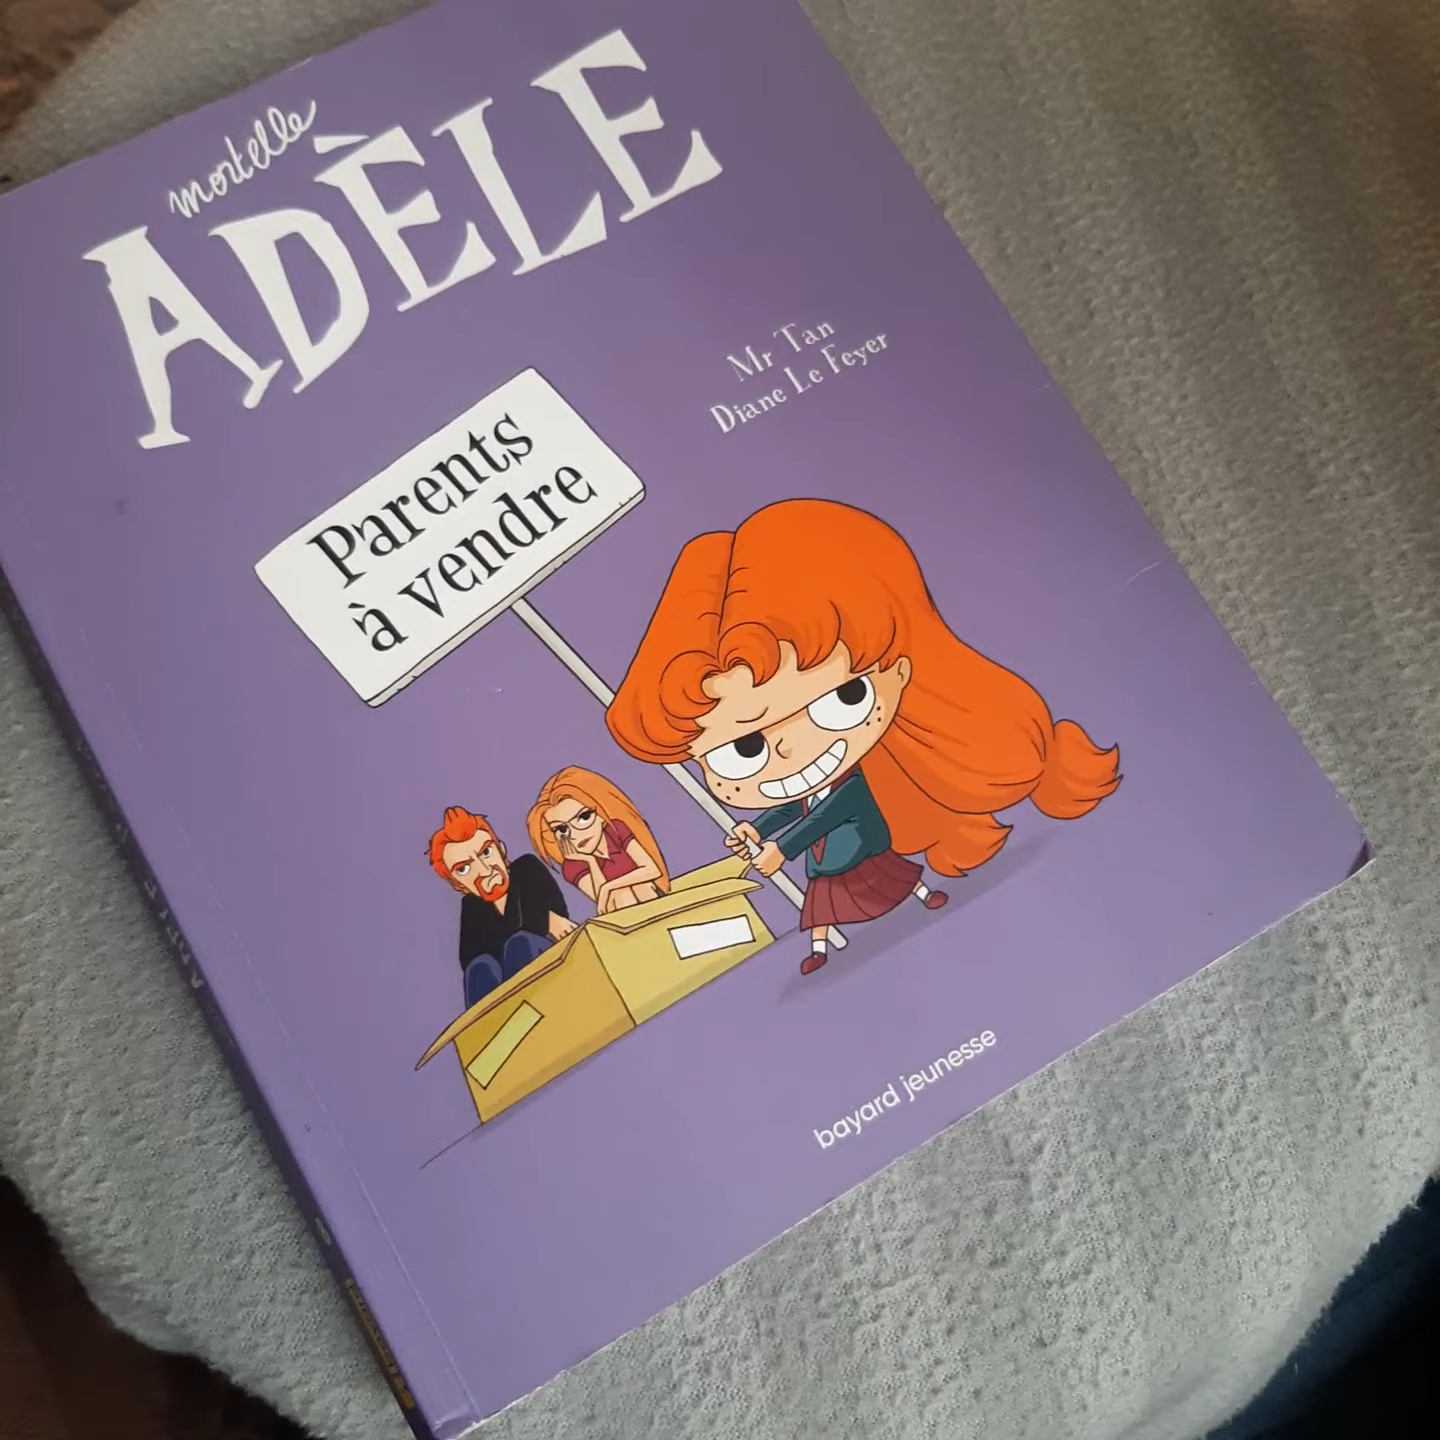 mortelle
ADÈLE
Mr Tan
Diane Le Feyer
Parents
à vendre
bayard jeunesse